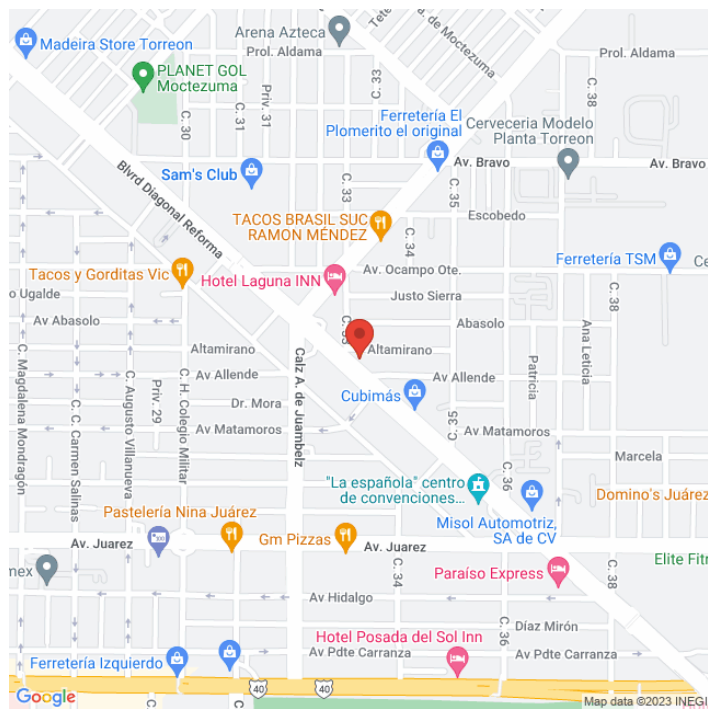 Arena Azteca
Madeira Store Torreon
Prol. Aldama
Prol. Aldama
. de Moctezuma
PLANET GOL
Moctezuma
Priv. 31
C. 33
C. 38
C. 30
C. 31
Ferretería El
Plomerito el original
Cerveceria Modelo
Planta Torreon
Av. Bravo
Av. Bravo
Blvrd Diagonal Reforma
Sam's Club
C. 33
C. 35
TACOS BRASIL SUC
RAMON MÉNDEZ
Escobedo
C. 34
Ferretería TSM
Ce
Tacos y Gorditas Vic
Hotel Laguna INN
Av. Ocampo Ote.
o Ugalde
Justo Sierra
C. 38
Av Abasolo
Abasolo
Ana Leticia
Altamirano
Altamirano
C. Magdalena Mondragón
C. C. Carmen Salinas
C. Augusto Villanueva
Priv. 29
C. H. Colegio Militar
Av Allende
Calz A. de Juambelz
Av Allende
Patricia
Cubimás
Dr. Mora
C. 35
Av Matamoros
Av Matamoros
Marcela
C. 36
"La española" centro
de convenciones...
Domino's Juárez
Pastelería Nina Juárez
Misol Automotriz,
SA de CV
Gm Pizzas
Av. Juarez
Av. Juarez
Elite Fitr
mex
Paraíso Express
C. 34
C. 38
Av Hidalgo
C. 36
Díaz Mirón
Hotel Posada del Sol Inn
Ferretería Izquierdo
Av Pdte Carranza
Av Pdte Carranza
40
40
Google
C.
Map data ©2023 INEGI